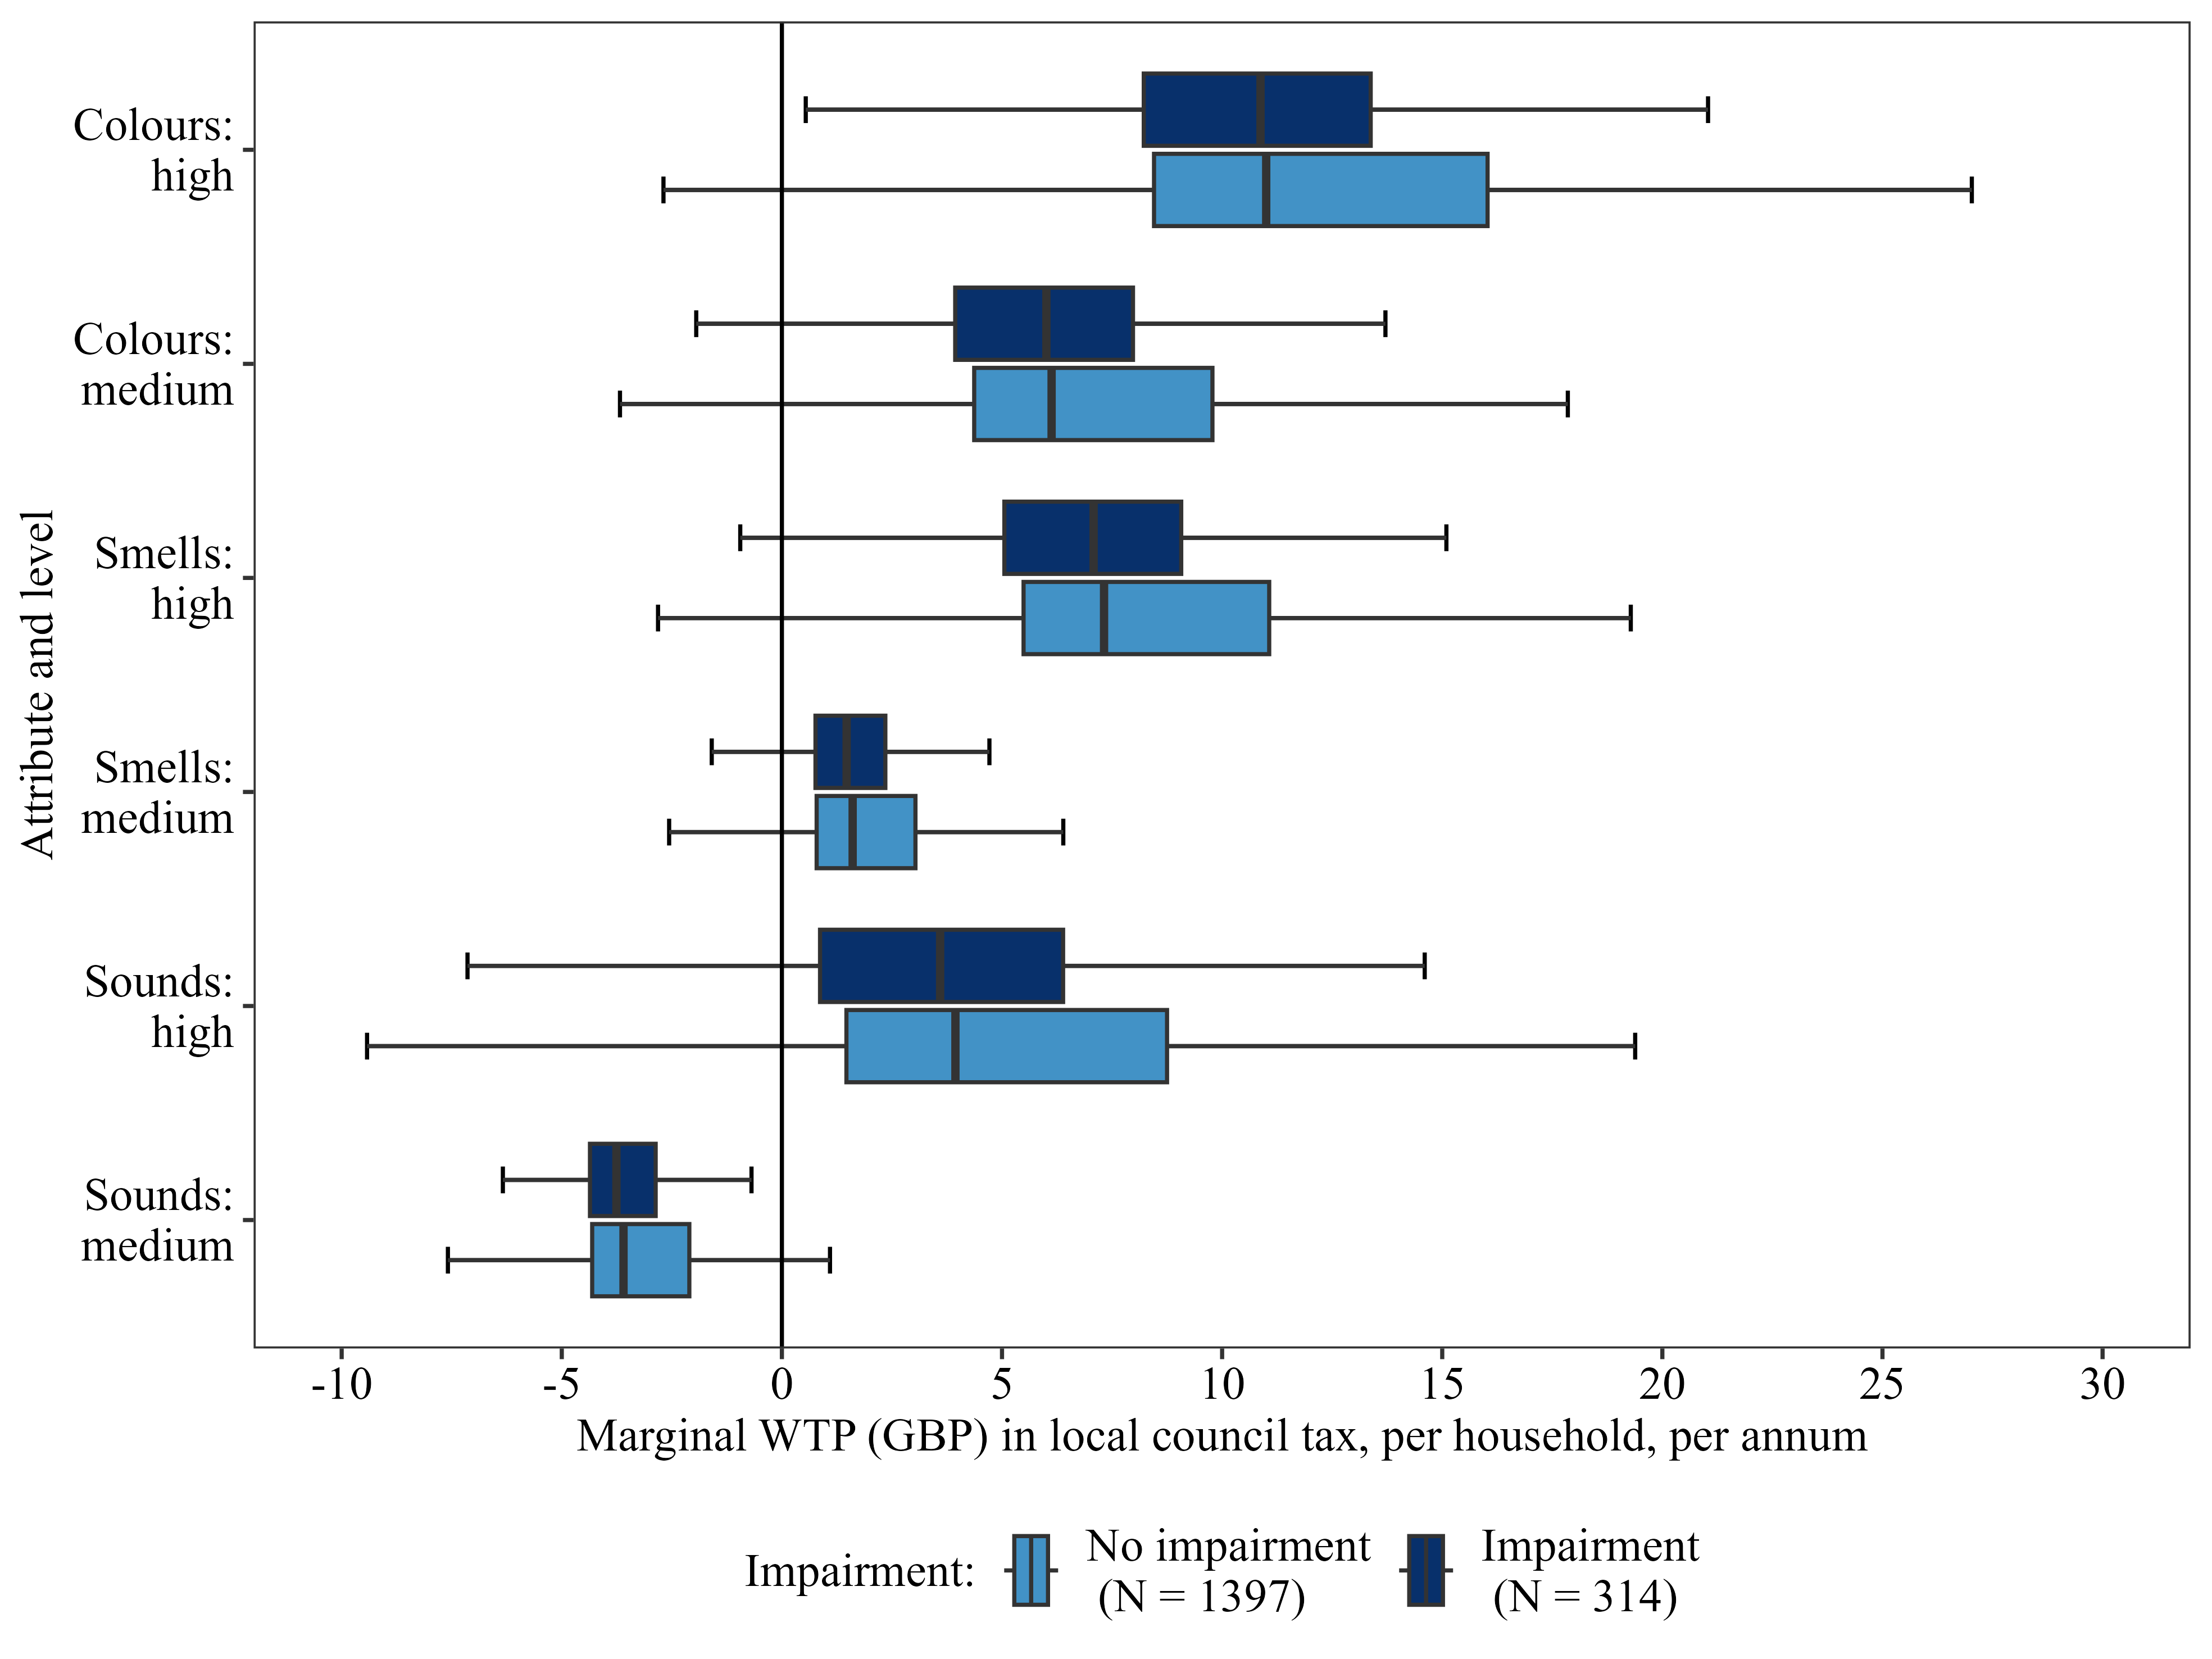 Attribute and level
Colours:
high
Colours:
medium
Smells:
high
Smells:
medium
Sounds:
high
Sounds:
medium
-10 -5 0 5 10 15 20 25 30
Marginal WTP (GBP) in local council tax, per household, per annum
Impairment:
No impairment
(N = 1397)
Impairment
(N = 314)